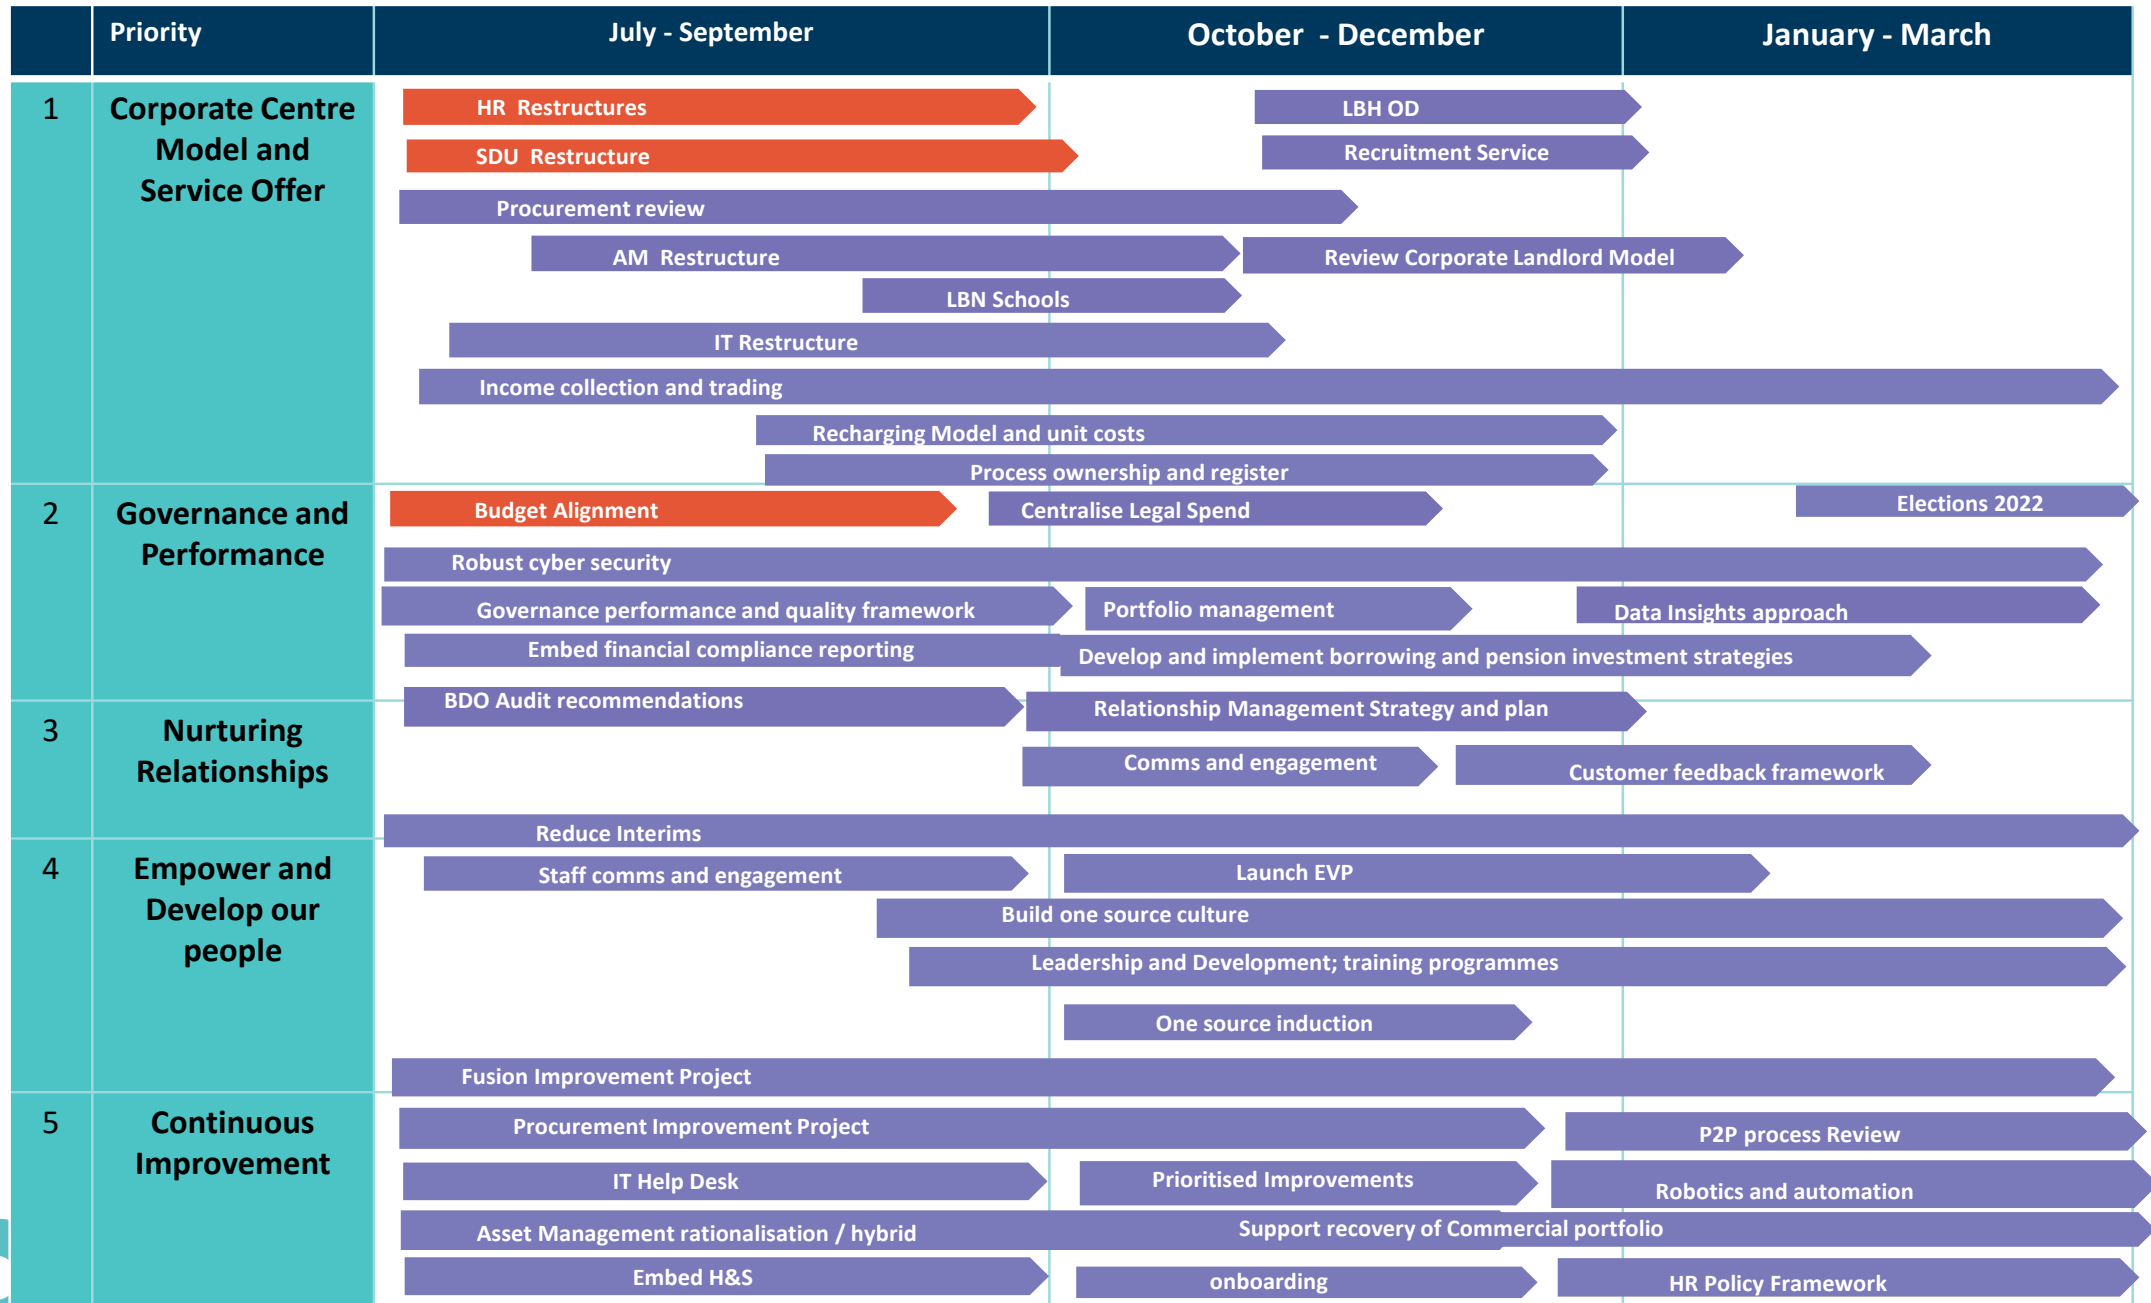 Priority July - September October - December January - March
1 Corporate Centre
Model and
Service Offer
HR Restructures LBH OD
SDU Restructure Recruitment Service
Procurement review
AM Restructure Review Corporate Landlord Model
LBN Schools
IT Restructure
Income collection and trading
Recharging Model and unit costs
Process ownership and register
2 Governance and
Performance
Budget Alignment Centralise Legal Spend Elections 2022
Robust cyber security
Governance performance and quality framework Portfolio management Data Insights approach
Embed financial compliance reporting Develop and implement borrowing and pension investment strategies
BDO Audit recommendations Relationship Management Strategy and plan
3 Nurturing
Relationships
Comms and engagement Customer feedback framework
Reduce Interims
4 Empower and
Develop our
people
Staff comms and engagement Launch EVP
Build one source culture
Leadership and Development; training programmes
One source induction
Fusion Improvement Project
5 Continuous
Improvement
Procurement Improvement Project P2P process Review
IT Help Desk Prioritised Improvements Robotics and automation
Asset Management rationalisation / hybrid Support recovery of Commercial portfolio
Embed H&S onboarding HR Policy Framework